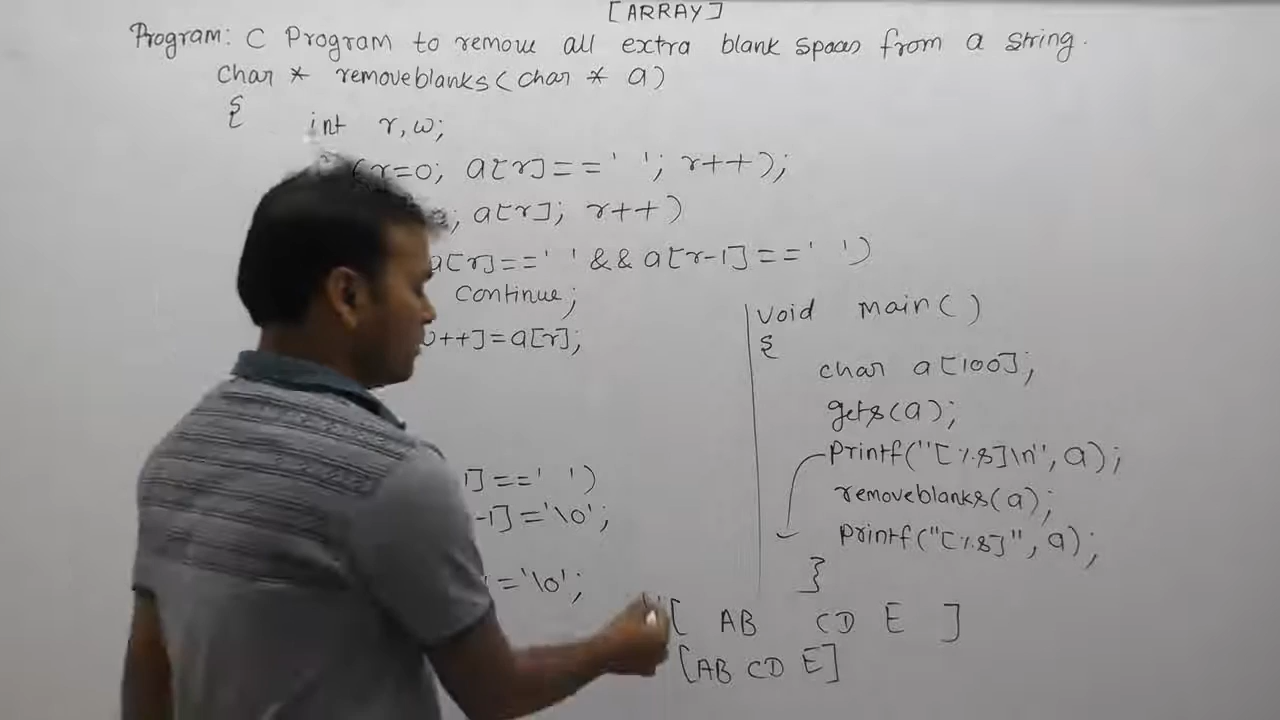 [ARRAY]
Program: C Program to remove all extra blank spaces from a string.
char * removeblanks(char * a)
{
int r,w;
(r=0; a[r]==' '; r++);
; a[r]; r++)
a[r]==' ' && a[r-1]==' ')
continue;
++]=a[r];
]==' ')
-1]='\0';
='\0';
void main()
{
char a[100];
gets(a);
printf("[%s]\n", a);
removeblanks(a);
printf("[%s]", a);
}
[ AB CD E ]
[AB CD E]